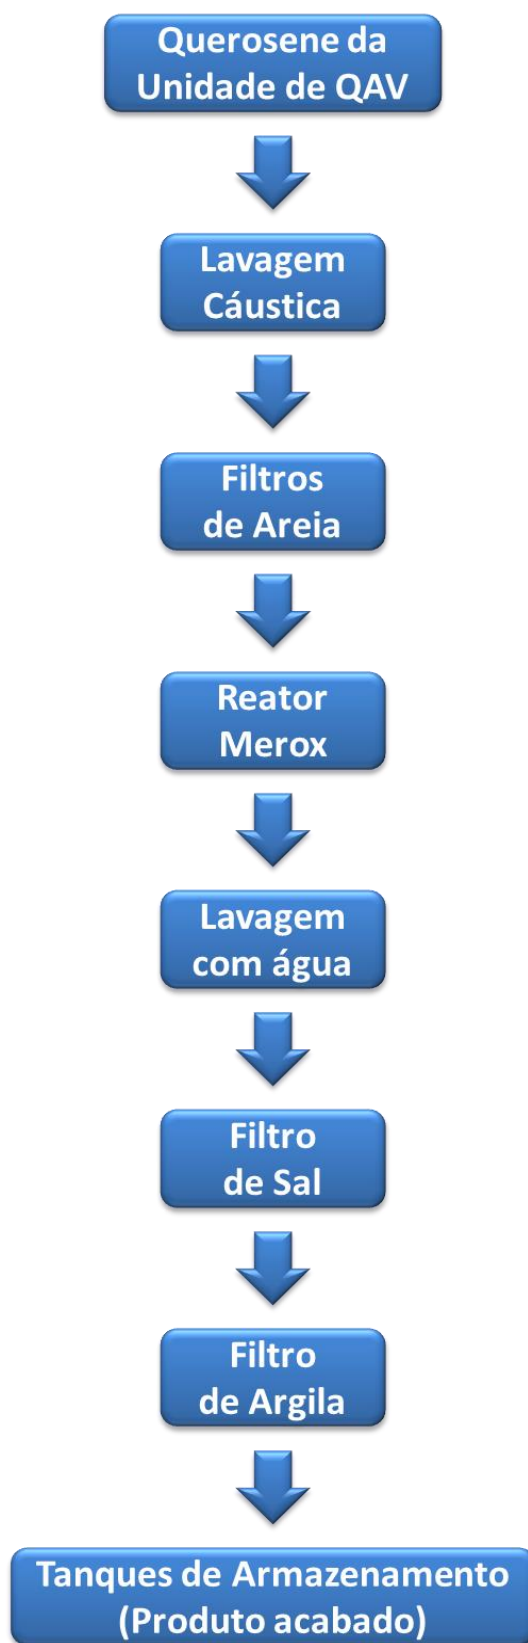 Querosene da
Unidade de QAV
Lavagem
Cáustica
Filtros
de Areia
Reator
Merox
Lavagem
com água
Filtro
de Sal
Filtro
de Argila
Tanques de Armazenamento
(Produto acabado)